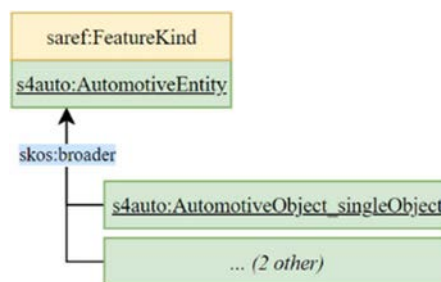 saref:FeatureKind
s4auto:AutomotiveEntity
skos:broader
s4auto:AutomotiveObject_singleObject
... (2 other)